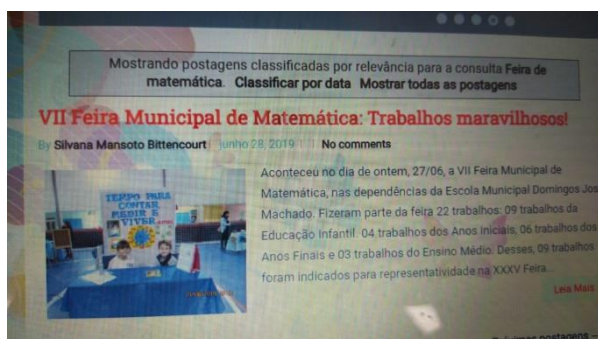 Mostrando postagens classificadas por relevância para a consulta Feira de
matemática. Classificar por data Mostrar todas as postagens
VII Feira Municipal de Matemática: Trabalhos maravilhosos!
By Silvana Mansoto Bittencourt junho 28, 2019 No comments
Aconteceu no dia de ontem, 27/06, a VII Feira Municipal de
Matemática, nas dependências da Escola Municipal Domingos Jos
Machado. Fizeram parte da feira 22 trabalhos: 09 trabalhos da
Educação Infantil. 04 trabalhos dos Anos Iniciais, 06 trabalhos dos
Anos Finais e 03 trabalhos do Ensino Médio. Desses, 09 trabalhos
foram indicados para representatividade na XXXV Feira...
Leia Mais
TEMPO PARA
CONTAR
MEDIR E
VIVER
postagens